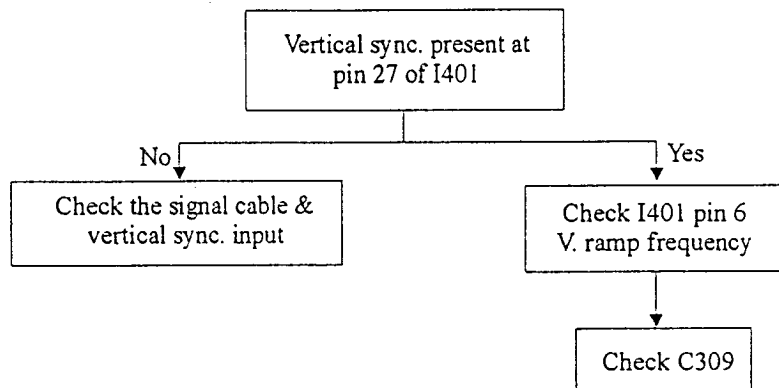 Vertical sync. present at
pin 27 of I401
No
Yes
Check the signal cable &
vertical sync. input
Check I401 pin 6
V. ramp frequency
Check C309